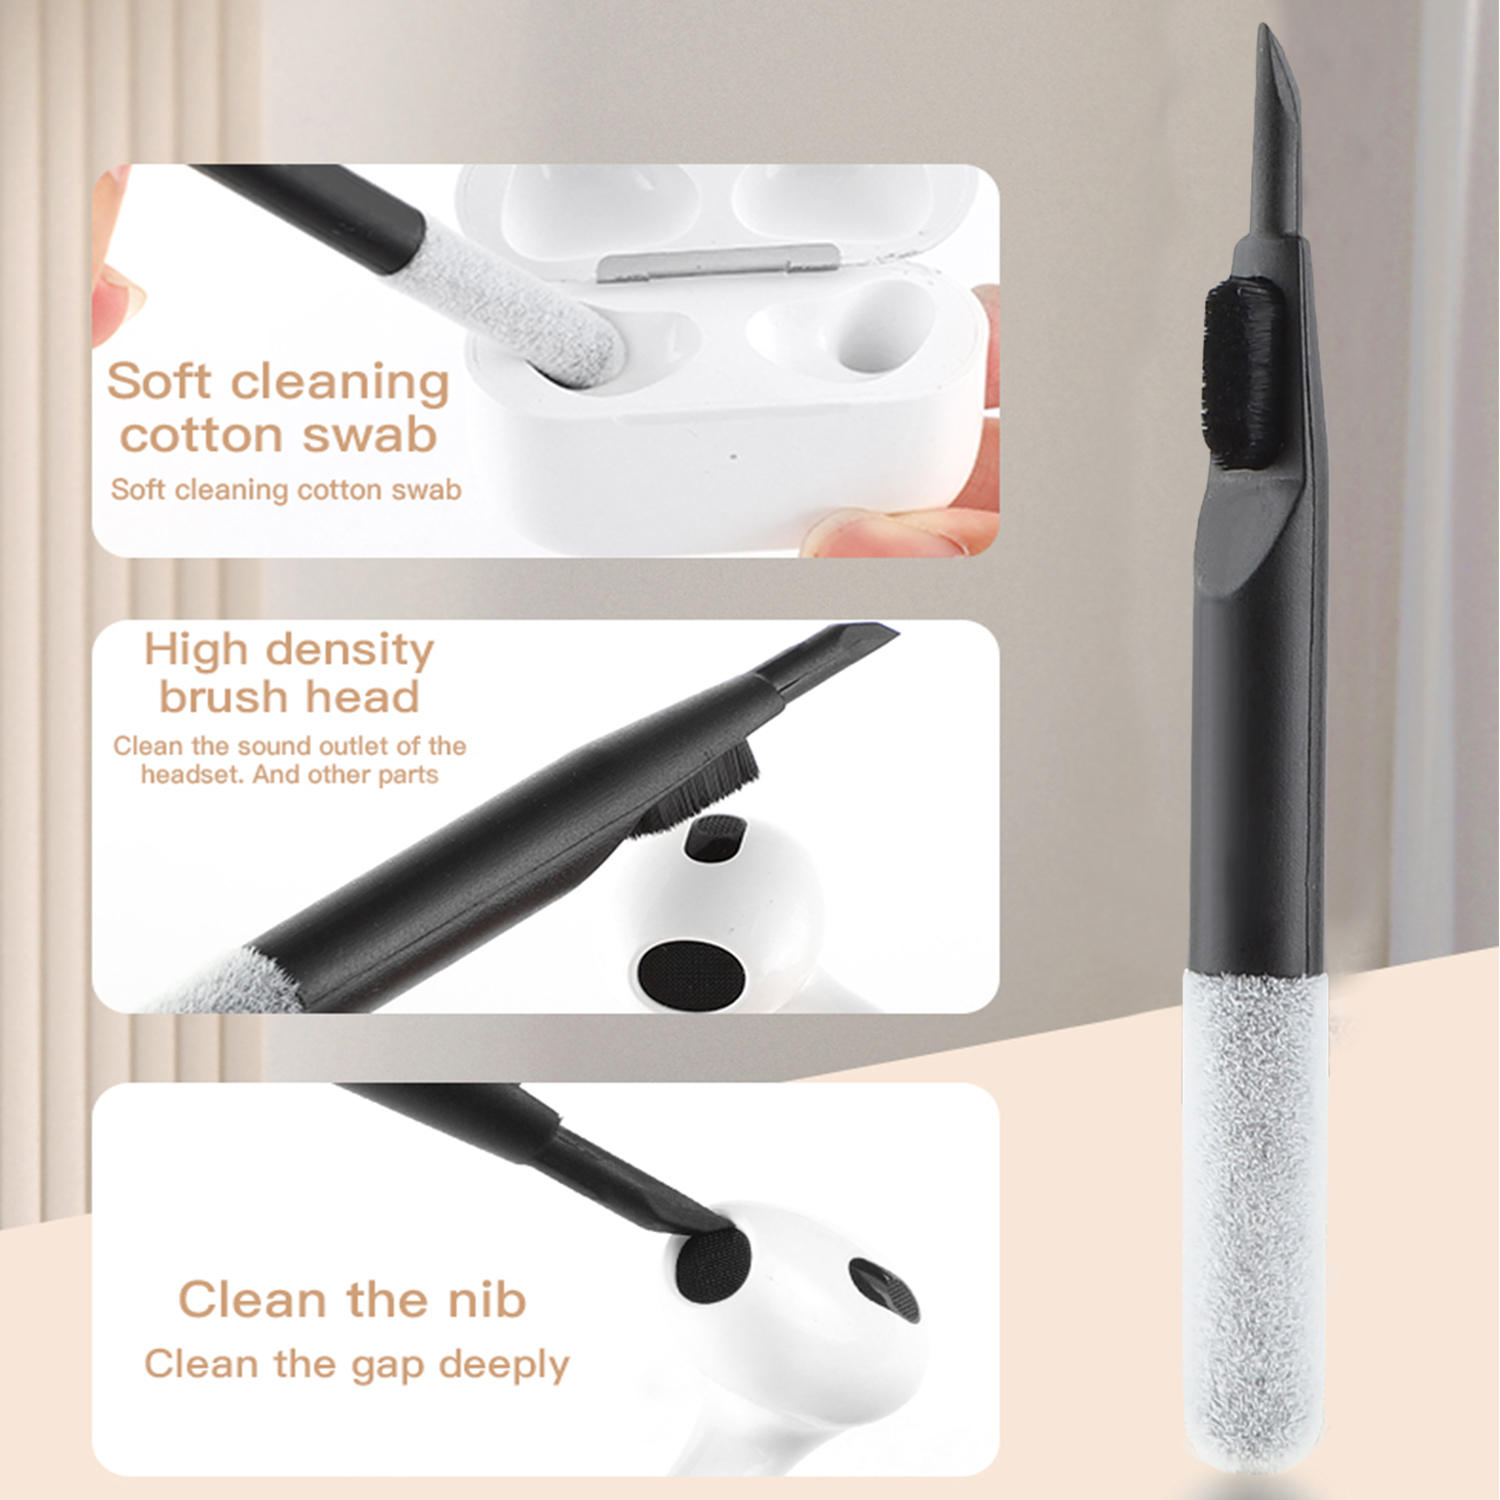 Soft cleaning
cotton swab
Soft cleaning cotton swab
High density
brush head
Clean the sound outlet of the
headset. And other parts
Clean the nib
Clean the gap deeply